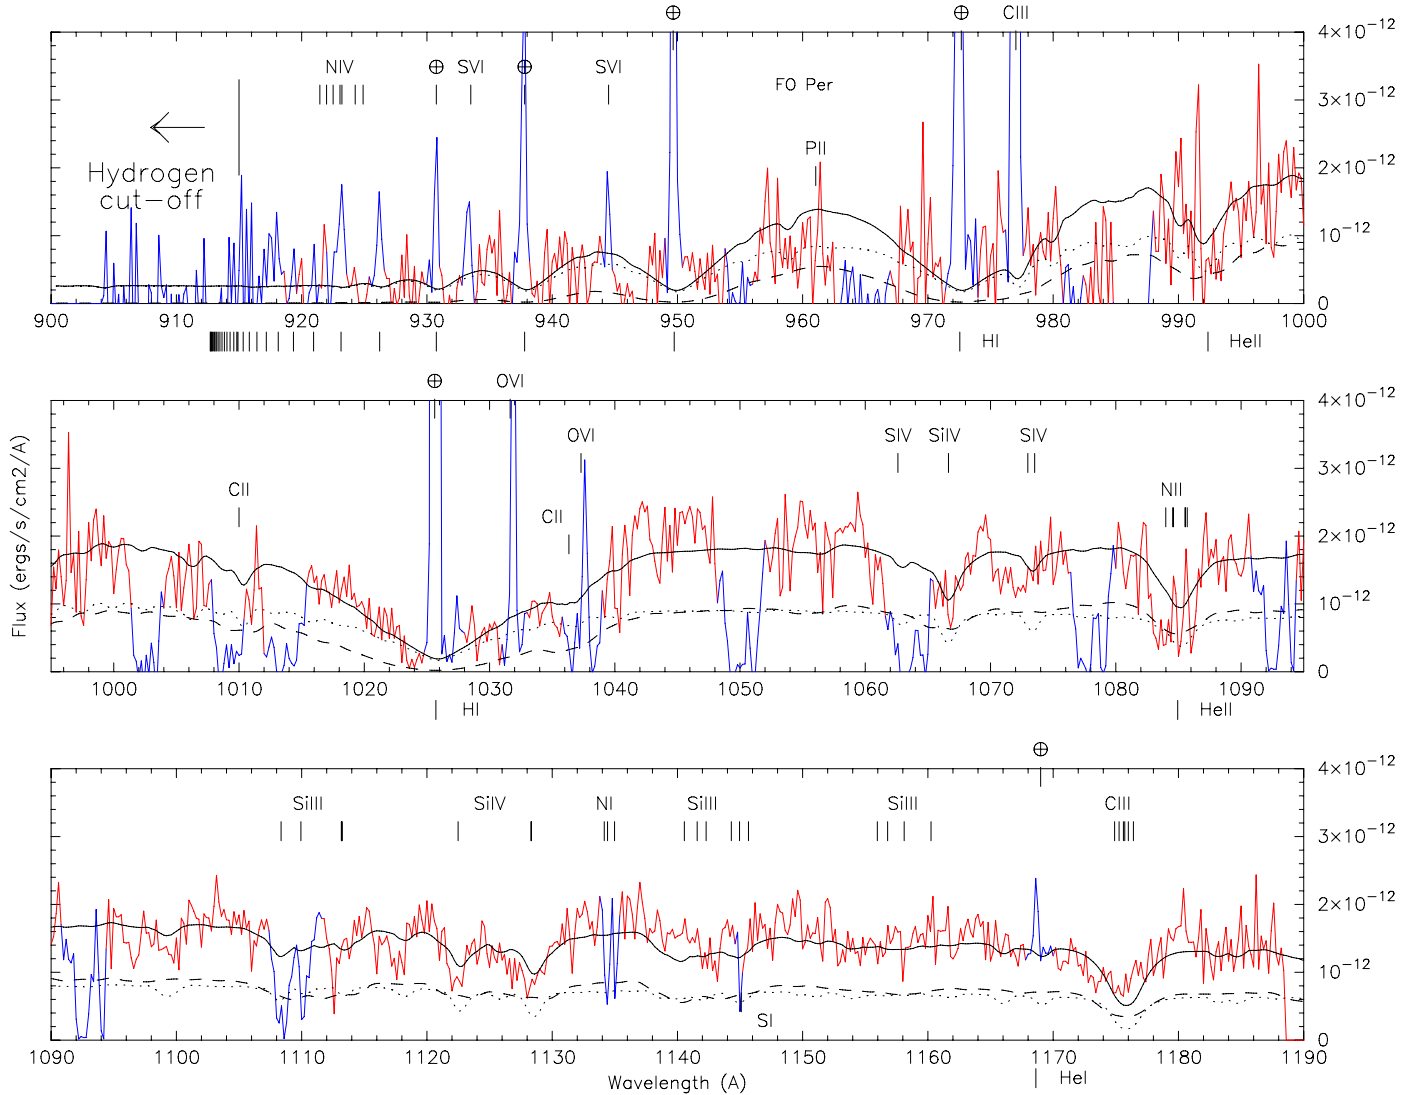 ⊕ ⊕ CIII
NIV ⊕ SVI ⊕ SVI FO Per
PII
Hydrogen
cut-off
4×10⁻¹²
3×10⁻¹²
2×10⁻¹²
10⁻¹²
0
900 910 920 930 940 950 960 970 980 990 1000
HI HeII
⊕ OVI
OVI SIV SiIV SIV
CII CII NII
4×10⁻¹²
3×10⁻¹²
2×10⁻¹²
10⁻¹²
0
Flux (ergs/s/cm2/A)
1000 1010 1020 1030 1040 1050 1060 1070 1080 1090
HI HeII
⊕
SiIII SiIV NI SiIII SiIII CIII
SI
4×10⁻¹²
3×10⁻¹²
2×10⁻¹²
10⁻¹²
0
1090 1100 1110 1120 1130 1140 1150 1160 1170 1180 1190
Wavelength (A)
HeI